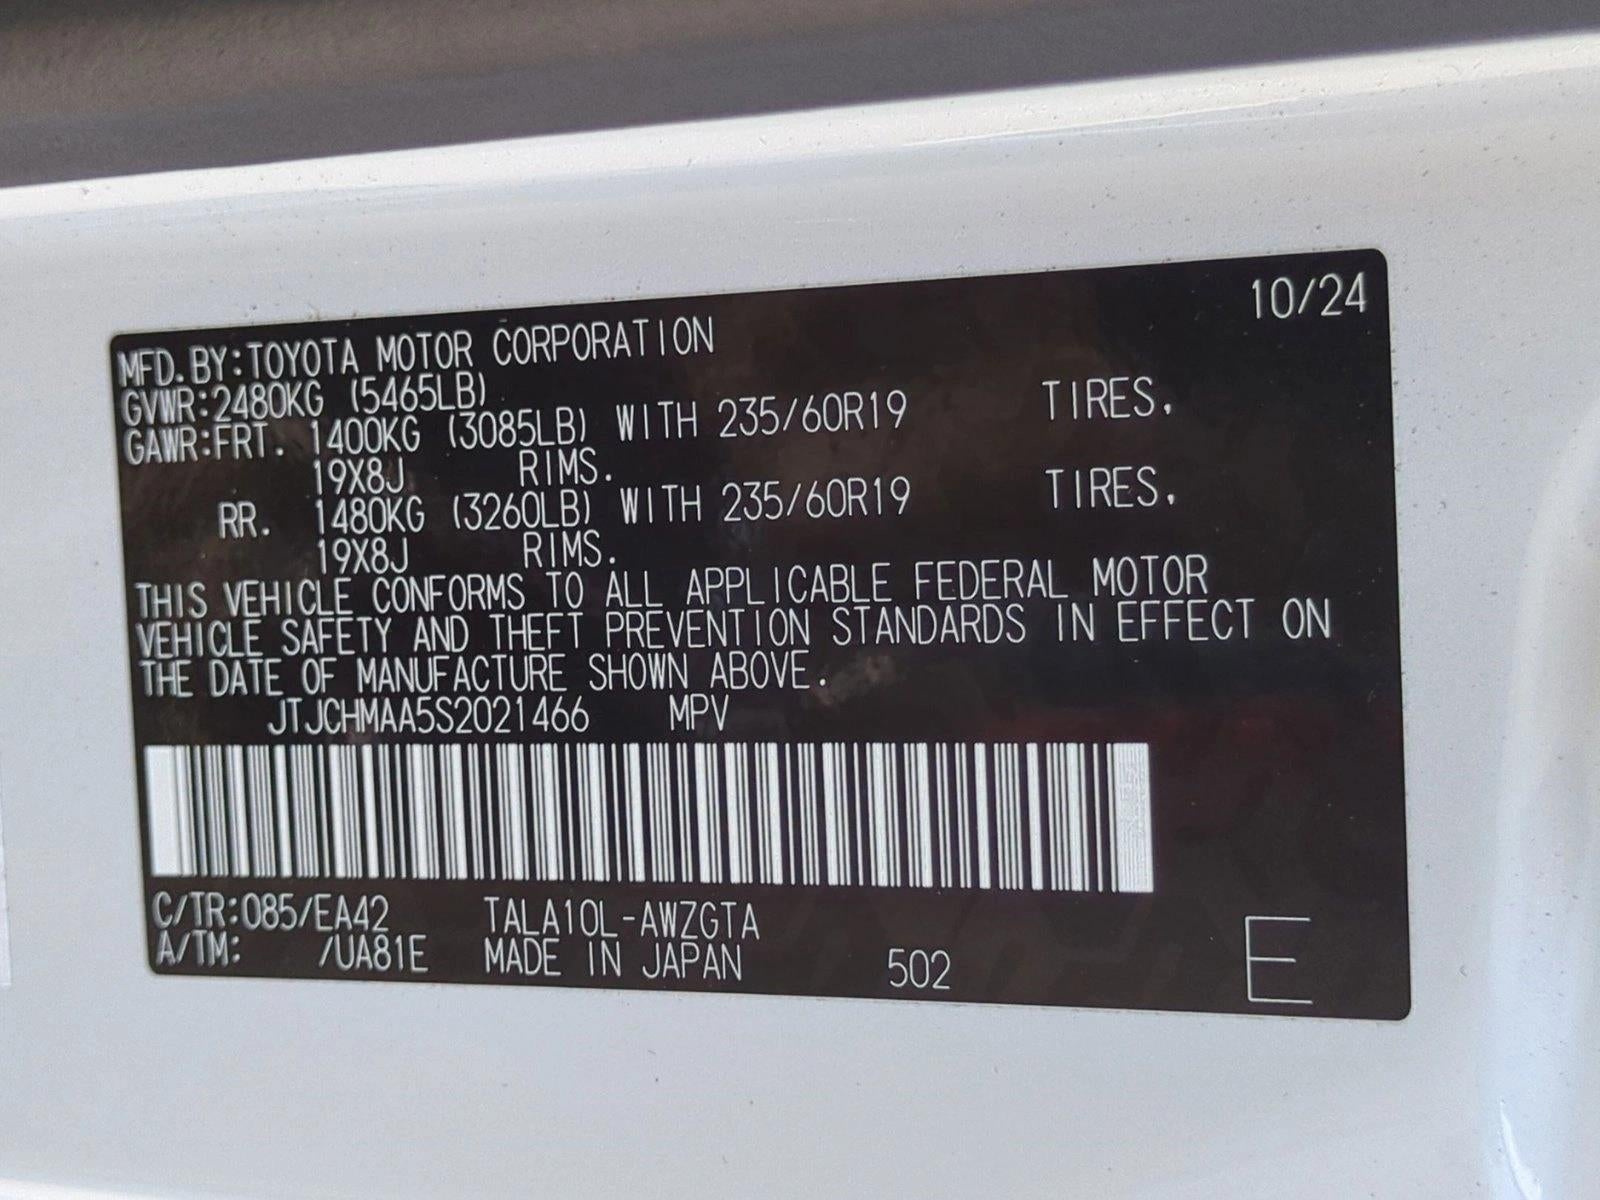 10/24
MFD.BY:TOYOTA MOTOR CORPORATION
GVWR:2480KG (5465LB)
GAWR:FRT. 1400KG (3085LB) WITH 235/60R19 TIRES.
19X8J RIMS.
RR. 1480KG (3260LB) WITH 235/60R19 TIRES.
19X8J RIMS.
THIS VEHICLE CONFORMS TO ALL APPLICABLE FEDERAL MOTOR
VEHICLE SAFETY AND THEFT PREVENTION STANDARDS IN EFFECT ON
THE DATE OF MANUFACTURE SHOWN ABOVE.
JTJCHMAA5S2021466 MPV
C/TR:085/EA42 TALA10L-AWZGTA
A/TM: /UA81E MADE IN JAPAN 502 E